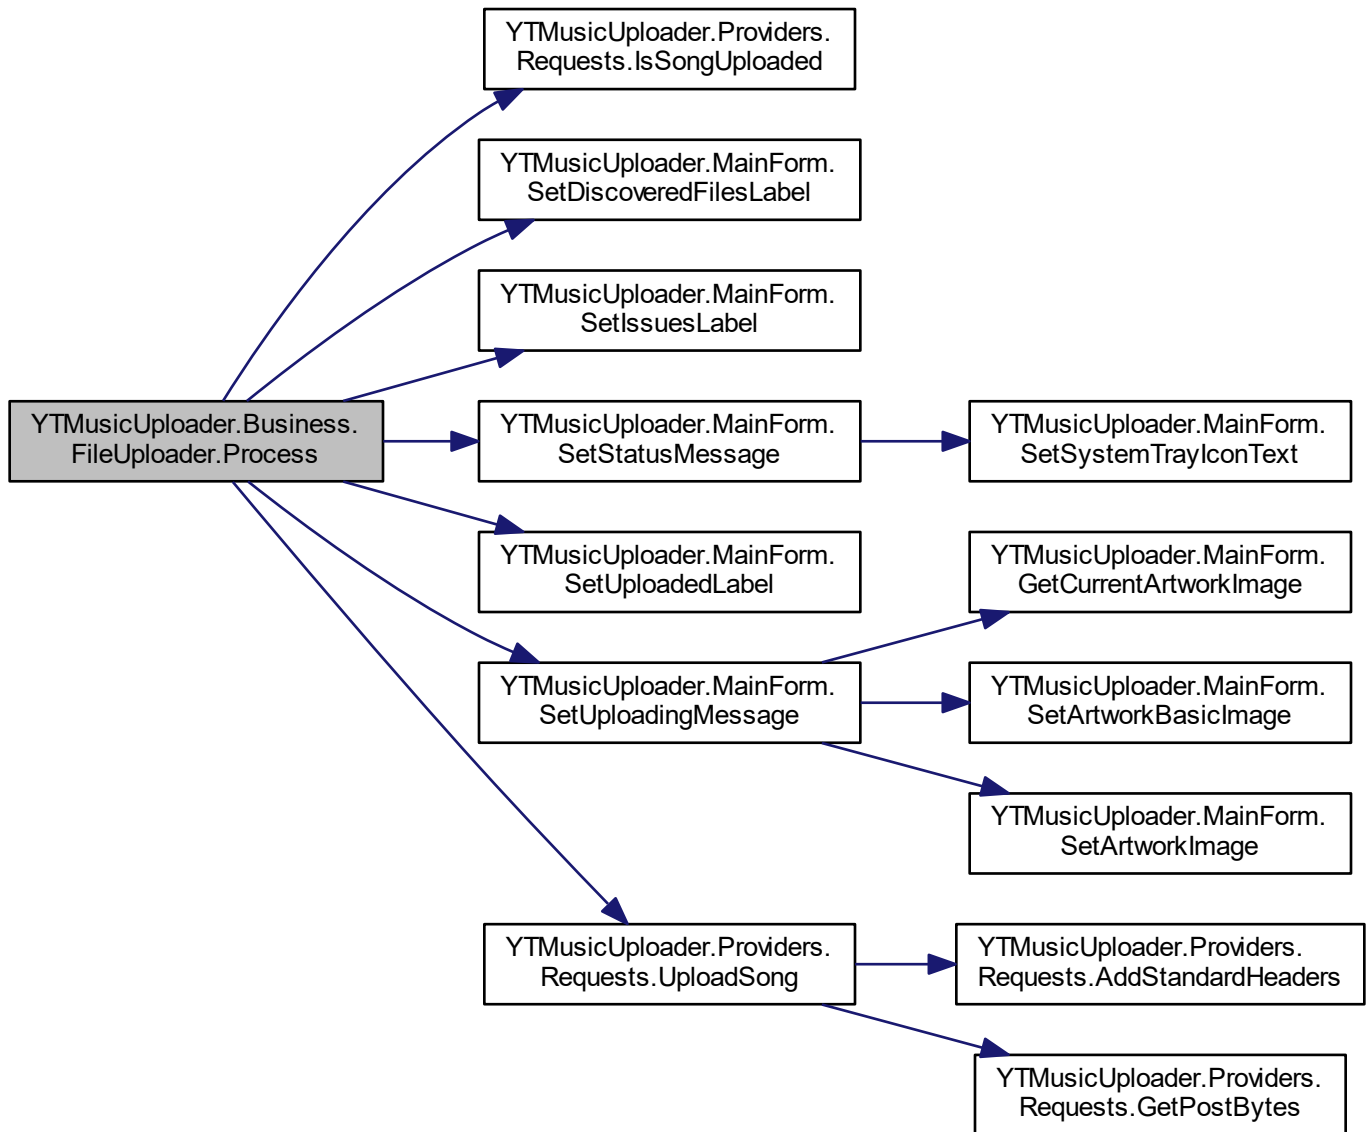 YTMusicUploader.Providers.
Requests.IsSongUploaded
YTMusicUploader.MainForm.
SetDiscoveredFilesLabel
YTMusicUploader.MainForm.
SetIssuesLabel
YTMusicUploader.Business.
FileUploader.Process
YTMusicUploader.MainForm.
SetStatusMessage
YTMusicUploader.MainForm.
SetSystemTrayIconText
YTMusicUploader.MainForm.
SetUploadedLabel
YTMusicUploader.MainForm.
GetCurrentArtworkImage
YTMusicUploader.MainForm.
SetUploadingMessage
YTMusicUploader.MainForm.
SetArtworkBasicImage
YTMusicUploader.MainForm.
SetArtworkImage
YTMusicUploader.Providers.
Requests.UploadSong
YTMusicUploader.Providers.
Requests.AddStandardHeaders
YTMusicUploader.Providers.
Requests.GetPostBytes